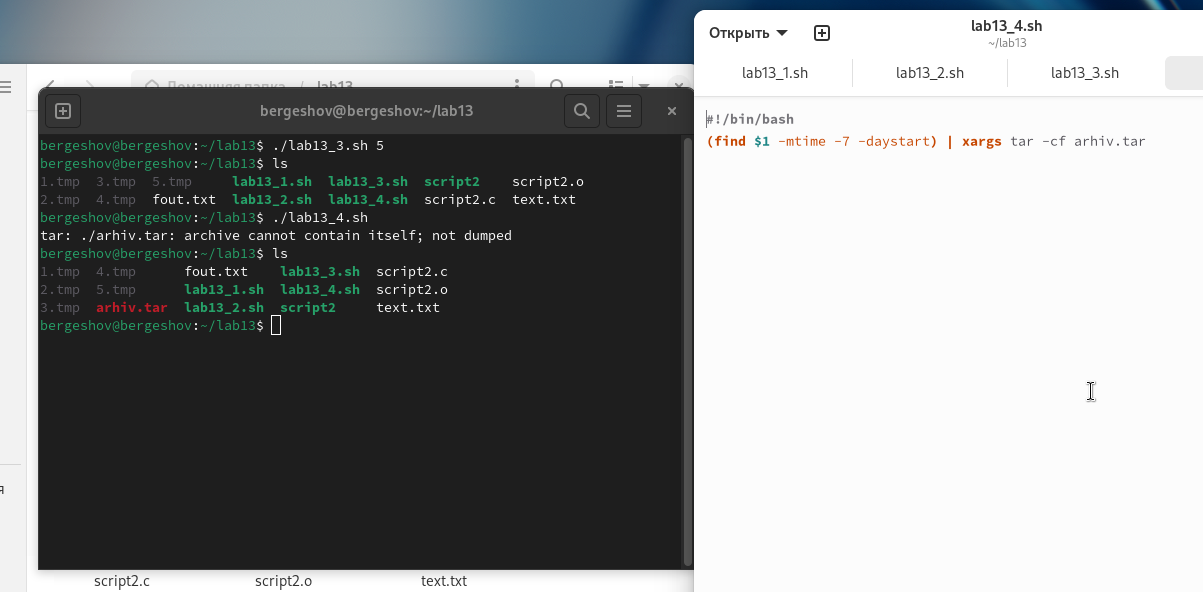 Домашняя папка / lab13
bergeshov@bergeshov:~/lab13
bergeshov@bergeshov:~/lab13$ ./lab13_3.sh 5
bergeshov@bergeshov:~/lab13$ ls
1.tmp  3.tmp  5.tmp     lab13_1.sh  lab13_3.sh  script2    script2.o
2.tmp  4.tmp  fout.txt  lab13_2.sh  lab13_4.sh  script2.c  text.txt
bergeshov@bergeshov:~/lab13$ ./lab13_4.sh
tar: ./arhiv.tar: archive cannot contain itself; not dumped
bergeshov@bergeshov:~/lab13$ ls
1.tmp  4.tmp      fout.txt    lab13_3.sh  script2.c
2.tmp  5.tmp      lab13_1.sh  lab13_4.sh  script2.o
3.tmp  arhiv.tar  lab13_2.sh  script2     text.txt
bergeshov@bergeshov:~/lab13$
я
script2.c script2.o text.txt
Открыть
lab13_4.sh
~/lab13
lab13_1.sh lab13_2.sh lab13_3.sh
#!/bin/bash
(find $1 -mtime -7 -daystart) | xargs tar -cf arhiv.tar